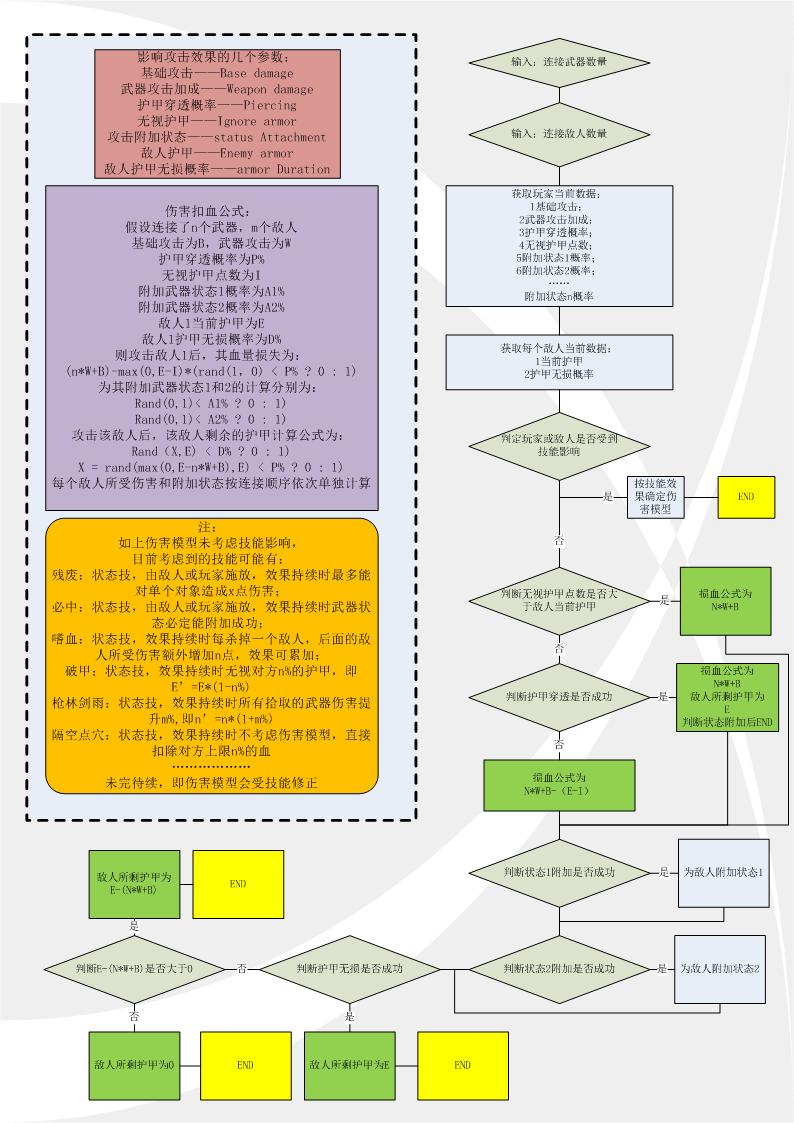 影响攻击效果的几个参数:
基础攻击——Base damage
武器攻击加成——Weapon damage
护甲穿透概率——Piercing
无视护甲——Ignore armor
攻击附加状态——status Attachment
敌人护甲——Enemy armor
敌人护甲无损概率——armor Duration
伤害扣血公式:
假设连接了n个武器, m个敌人
基础攻击为B, 武器攻击为W
护甲穿透概率为P%
无视护甲点数为I
附加武器状态1概率为A1%
附加武器状态2概率为A2%
敌人1当前护甲为E
敌人1护甲无损概率为D%
则攻击敌人1后, 其血量损失为:
(n*W+B)-max(0,E-I)*(rand(1, 0) < P% ? 0 : 1)
为其附加武器状态1和2的计算分别为:
Rand(0,1)< A1% ? 0 : 1)
Rand(0,1)< A2% ? 0 : 1)
攻击该敌人后, 该敌人剩余的护甲计算公式为:
Rand (X,E) < D% ? 0 : 1)
X = rand(max(0,E-n*W+B),E) < P% ? 0 : 1)
每个敌人所受伤害和附加状态按连接顺序依次单独计算
注:
如上伤害模型未考虑技能影响,
目前考虑到的技能可能有:
残废: 状态技, 由敌人或玩家施放, 效果持续时最多能
对单个对象造成x点伤害;
必中: 状态技, 由敌人或玩家施放, 效果持续时武器状
态必定能附加成功;
嗜血: 状态技, 效果持续时每杀掉一个敌人, 后面的敌
人所受伤害额外增加n点, 效果可累加;
破甲: 状态技, 效果持续时无视对方n%的护甲, 即
E’=E*(1-n%)
枪林剑雨: 状态技, 效果持续时所有拾取的武器伤害提
升m%,即n’=n*(1+m%)
隔空点穴: 状态技, 效果持续时不考虑伤害模型, 直接
扣除对方上限n%的血
………………
未完待续, 即伤害模型会受技能修正
输入: 连接武器数量
输入: 连接敌人数量
获取玩家当前数据:
1基础攻击;
2武器攻击加成;
3护甲穿透概率;
4无视护甲点数;
5附加状态1概率;
6附加状态2概率;
……
附加状态n概率
获取每个敌人当前数据:
1当前护甲
2护甲无损概率
判定玩家或敌人是否受到
技能影响
是
按技能效
果确定伤
害模型
END
否
判断无视护甲点数是否大
于敌人当前护甲
是
损血公式为
N*W+B
否
判断护甲穿透是否成功
是
损血公式为
N*W+B
敌人所剩护甲为
E
判断状态附加后END
否
损血公式为
N*W+B-（E-I）
判断状态1附加是否成功
是
为敌人附加状态1
判断状态2附加是否成功
是
为敌人附加状态2
判断护甲无损是否成功
否
是
敌人所剩护甲为E
END
判断E-(N*W+B)是否大于0
是
敌人所剩护甲为
E-(N*W+B)
END
否
敌人所剩护甲为0
END